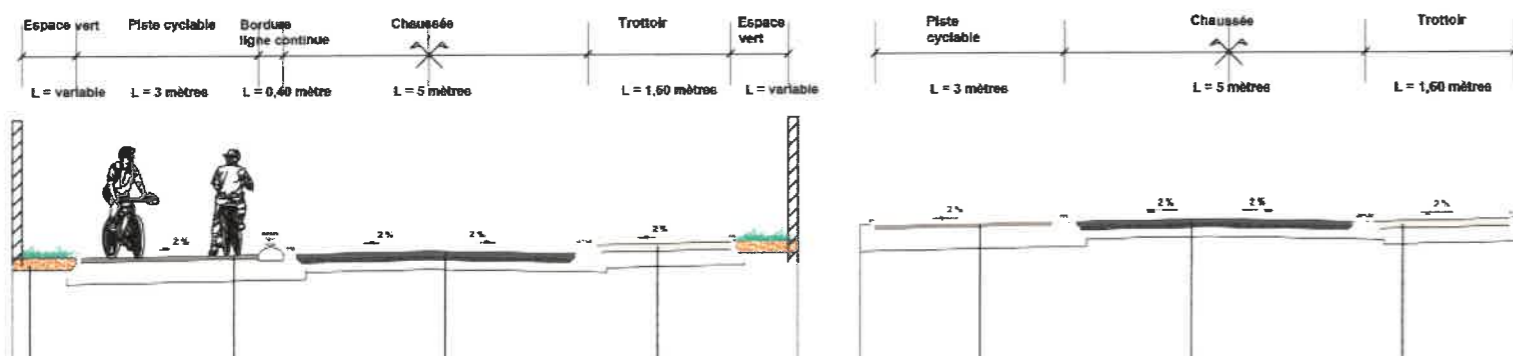 Espace vert
Piste cyclable
Bordure
ligne continue
Chaussée
Trottoir
Espace
vert
L = variable
L = 3 mètres
L = 0,40 mètre
L = 5 mètres
L = 1,60 mètres
L = variable
2 %
2 %
2 %
2 %
Piste
cyclable
Chaussée
Trottoir
L = 3 mètres
L = 5 mètres
L = 1,60 mètres
2 %
2 %
2 %
2 %